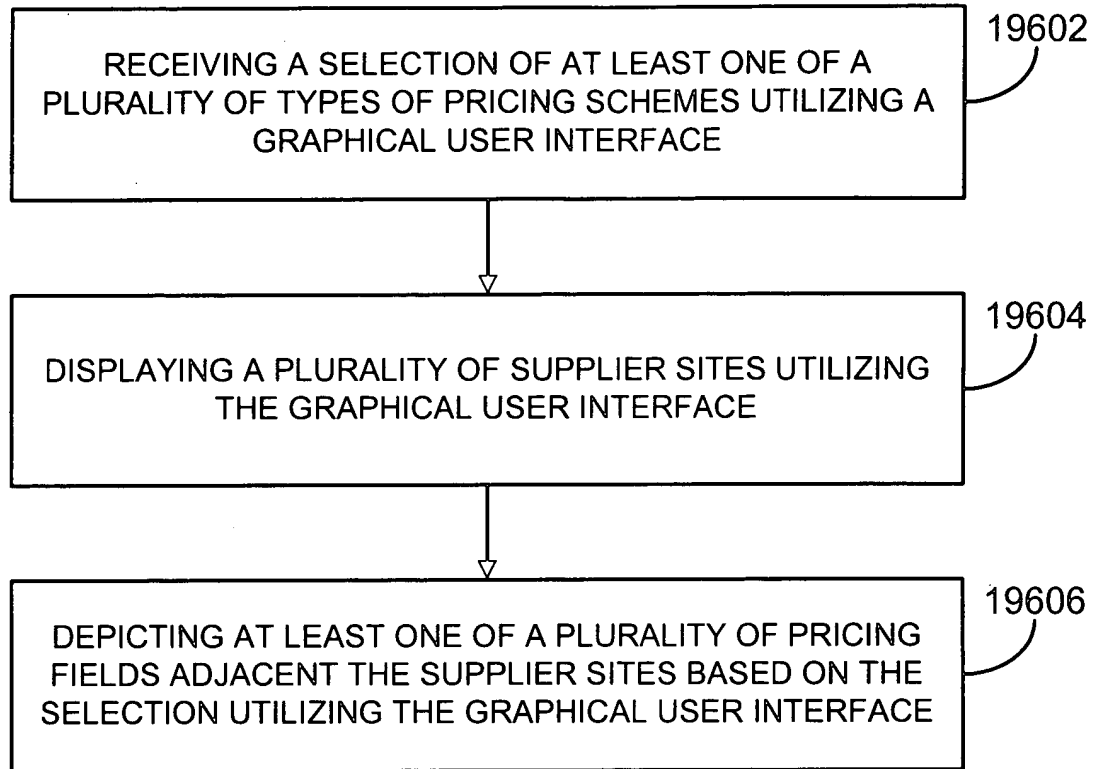 19602
RECEIVING A SELECTION OF AT LEAST ONE OF A
PLURALITY OF TYPES OF PRICING SCHEMES UTILIZING A
GRAPHICAL USER INTERFACE
19604
DISPLAYING A PLURALITY OF SUPPLIER SITES UTILIZING
THE GRAPHICAL USER INTERFACE
19606
DEPICTING AT LEAST ONE OF A PLURALITY OF PRICING
FIELDS ADJACENT THE SUPPLIER SITES BASED ON THE
SELECTION UTILIZING THE GRAPHICAL USER INTERFACE